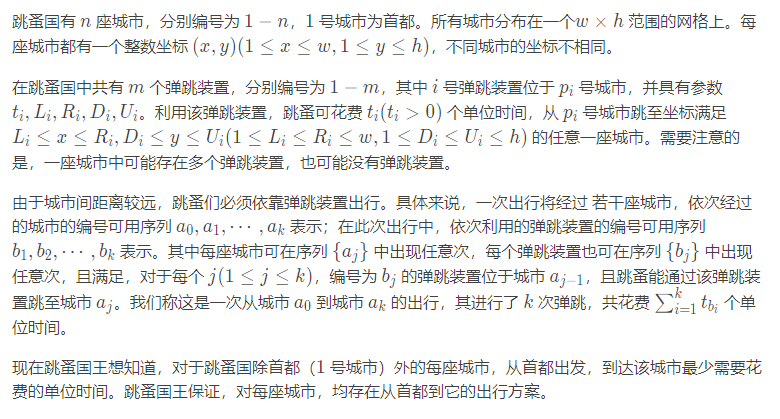 跳蚤国有 n 座城市，分别编号为 1 − n，1 号城市为首都。所有城市分布在一个w × h 范围的网格上。每
座城市都有一个整数坐标 (x, y)(1 ≤ x ≤ w, 1 ≤ y ≤ h)，不同城市的坐标不相同。
在跳蚤国中共有 m 个弹跳装置，分别编号为 1 − m，其中 i 号弹跳装置位于 p_i 号城市，并具有参数
t_i, L_i, R_i, D_i, U_i。利用该弹跳装置，跳蚤可花费 t_i(t_i > 0) 个单位时间，从 p_i 号城市跳至坐标满足
L_i ≤ x ≤ R_i, D_i ≤ y ≤ U_i(1 ≤ L_i ≤ R_i ≤ w, 1 ≤ D_i ≤ U_i ≤ h) 的任意一座城市。需要注意的
是，一座城市中可能存在多个弹跳装置，也可能没有弹跳装置。
由于城市间距离较远，跳蚤们必须依靠弹跳装置出行。具体来说，一次出行将经过 若干座城市，依次经过
的城市的编号可用序列 a_0, a_1, ⋯ , a_k 表示；在此次出行中，依次利用的弹跳装置的编号可用序列
b_1, b_2, ⋯ , b_k 表示。其中每座城市可在序列 {a_j} 中出现任意次，每个弹跳装置也可在序列 {b_j} 中出现
任意次，且满足，对于每个 j(1 ≤ j ≤ k)，编号为 b_j 的弹跳装置位于城市 a_{j−1}，且跳蚤能通过该弹跳装
置跳至城市 a_j。我们称这是一次从城市 a_0 到城市 a_k 的出行，其进行了 k 次弹跳，共花费 ∑_{i=1}^{k} t_{b_i} 个单
位时间。
现在跳蚤国王想知道，对于跳蚤国除首都（1 号城市）外的每座城市，从首都出发，到达该城市最少需要花
费的单位时间。跳蚤国王保证，对每座城市，均存在从首都到它的出行方案。